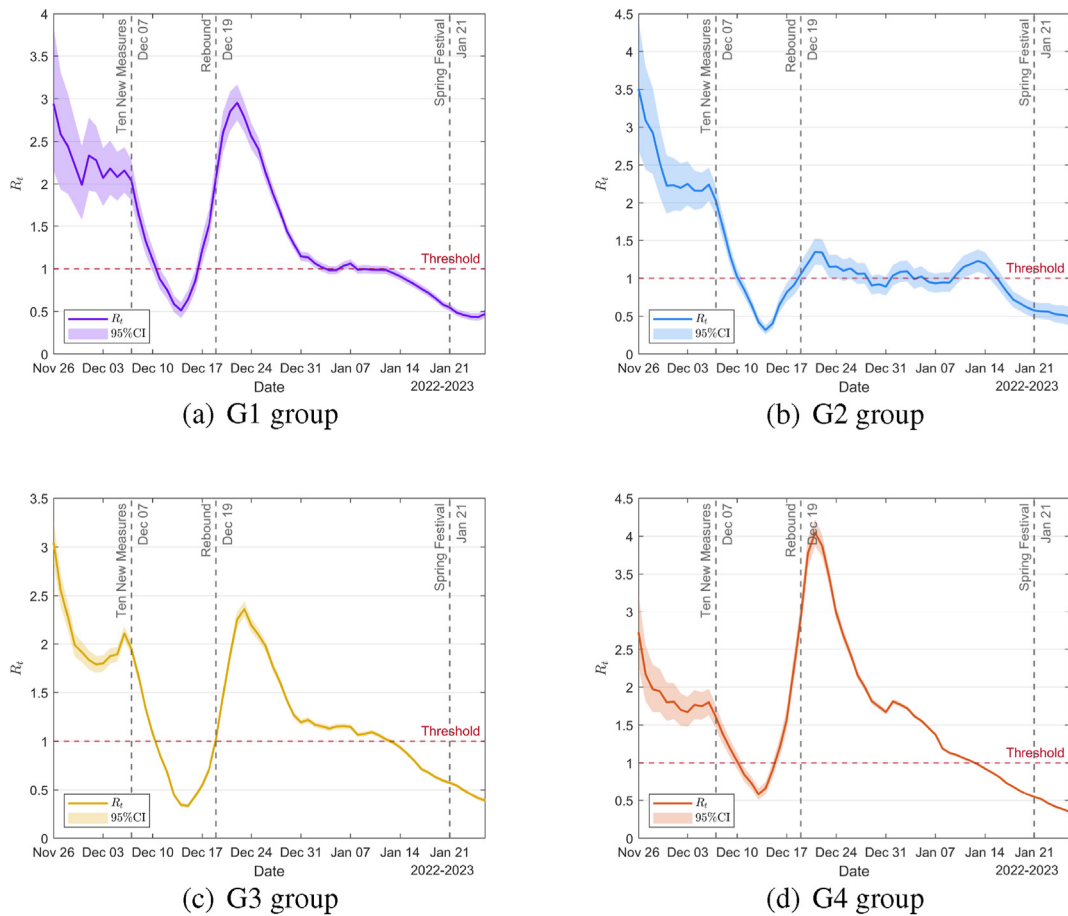 4
3.5
3
2.5
2
1.5
1
0.5
0
R_t
Ten New Measures
Dec 07
Rebound
Dec 19
Spring Festival
Jan 21
Threshold
R_t
95%CI
Nov 26 Dec 03 Dec 10 Dec 17 Dec 24 Dec 31 Jan 07 Jan 14 Jan 21
Date
2022-2023
(a) G1 group
4.5
4
3.5
3
2.5
2
1.5
1
0.5
0
R_t
Ten New Measures
Dec 07
Rebound
Dec 19
Spring Festival
Jan 21
Threshold
R_t
95%CI
Nov 26 Dec 03 Dec 10 Dec 17 Dec 24 Dec 31 Jan 07 Jan 14 Jan 21
Date
2022-2023
(b) G2 group
3.5
3
2.5
2
1.5
1
0.5
0
R_t
Ten New Measures
Dec 07
Rebound
Dec 19
Spring Festival
Jan 21
Threshold
R_t
95%CI
Nov 26 Dec 03 Dec 10 Dec 17 Dec 24 Dec 31 Jan 07 Jan 14 Jan 21
Date
2022-2023
(c) G3 group
4.5
4
3.5
3
2.5
2
1.5
1
0.5
0
R_t
Ten New Measures
Dec 07
Rebound
Dec 19
Spring Festival
Jan 21
Threshold
R_t
95%CI
Nov 26 Dec 03 Dec 10 Dec 17 Dec 24 Dec 31 Jan 07 Jan 14 Jan 21
Date
2022-2023
(d) G4 group